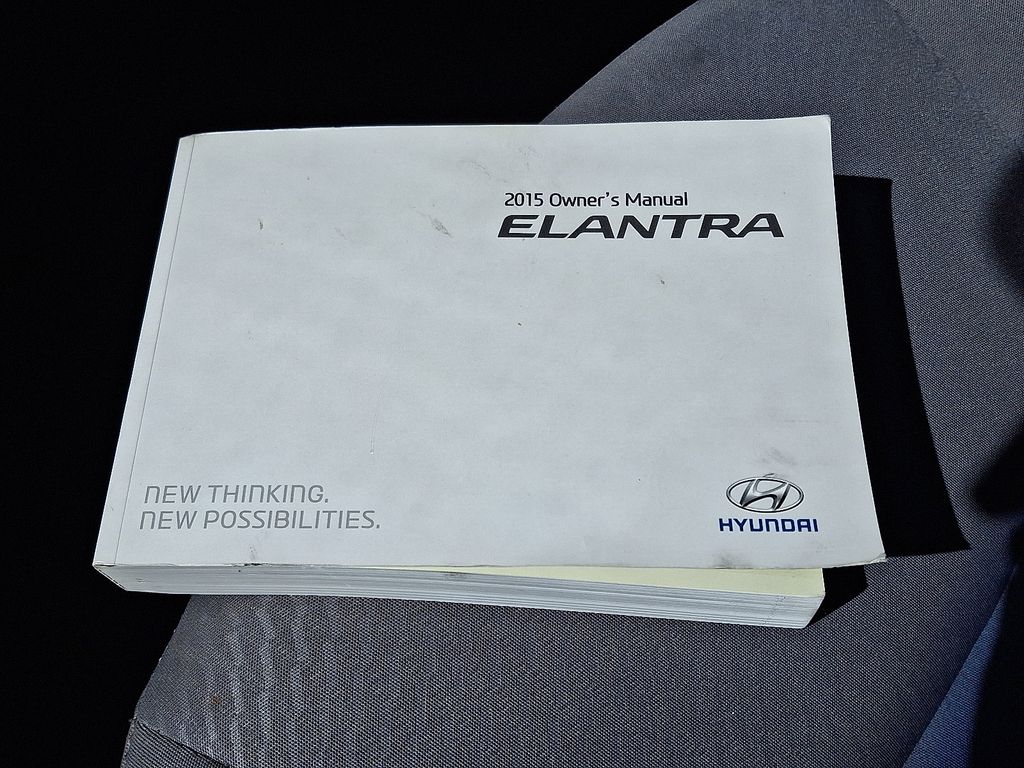 2015 Owner's Manual
ELANTRA
NEW THINKING.
NEW POSSIBILITIES.
HYUNDAI